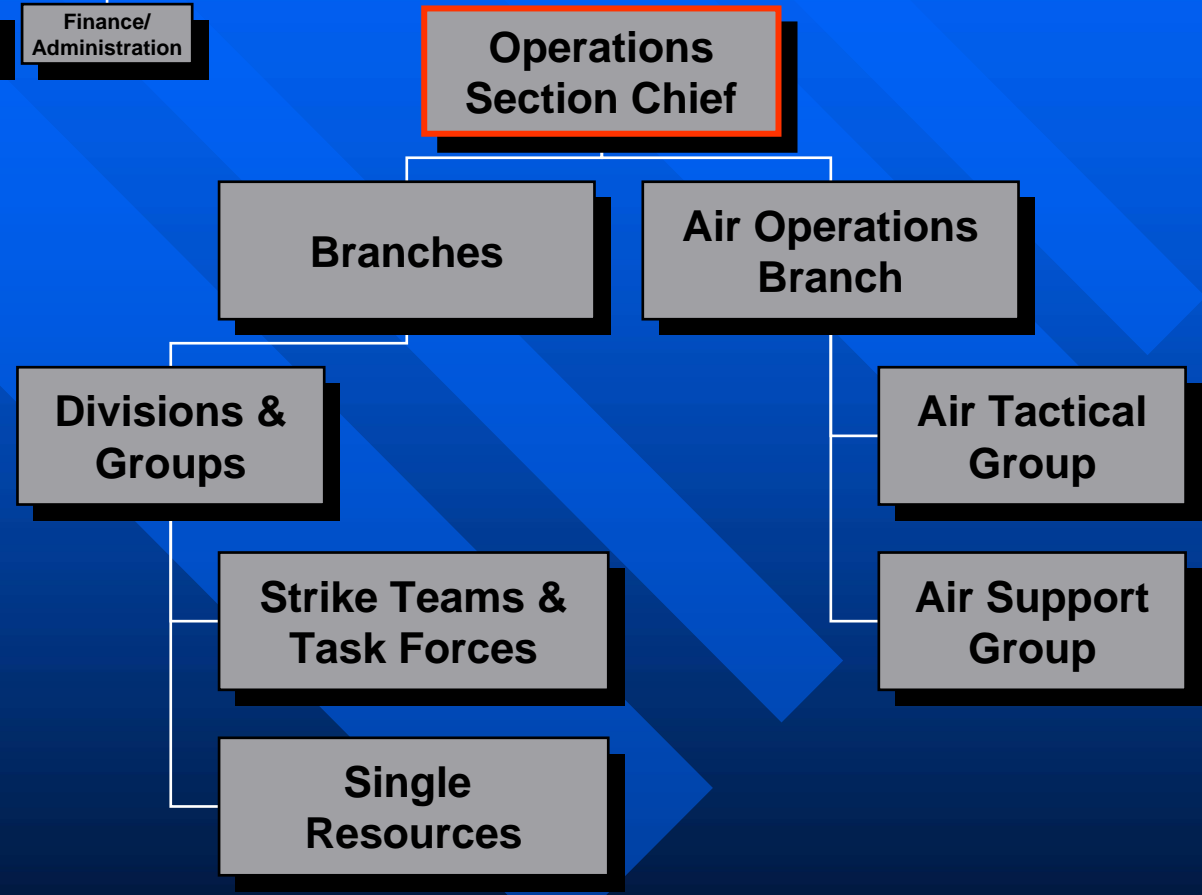 Finance/
Administration
Operations
Section Chief
Branches
Air Operations
Branch
Divisions &
Groups
Air Tactical
Group
Strike Teams &
Task Forces
Air Support
Group
Single
Resources